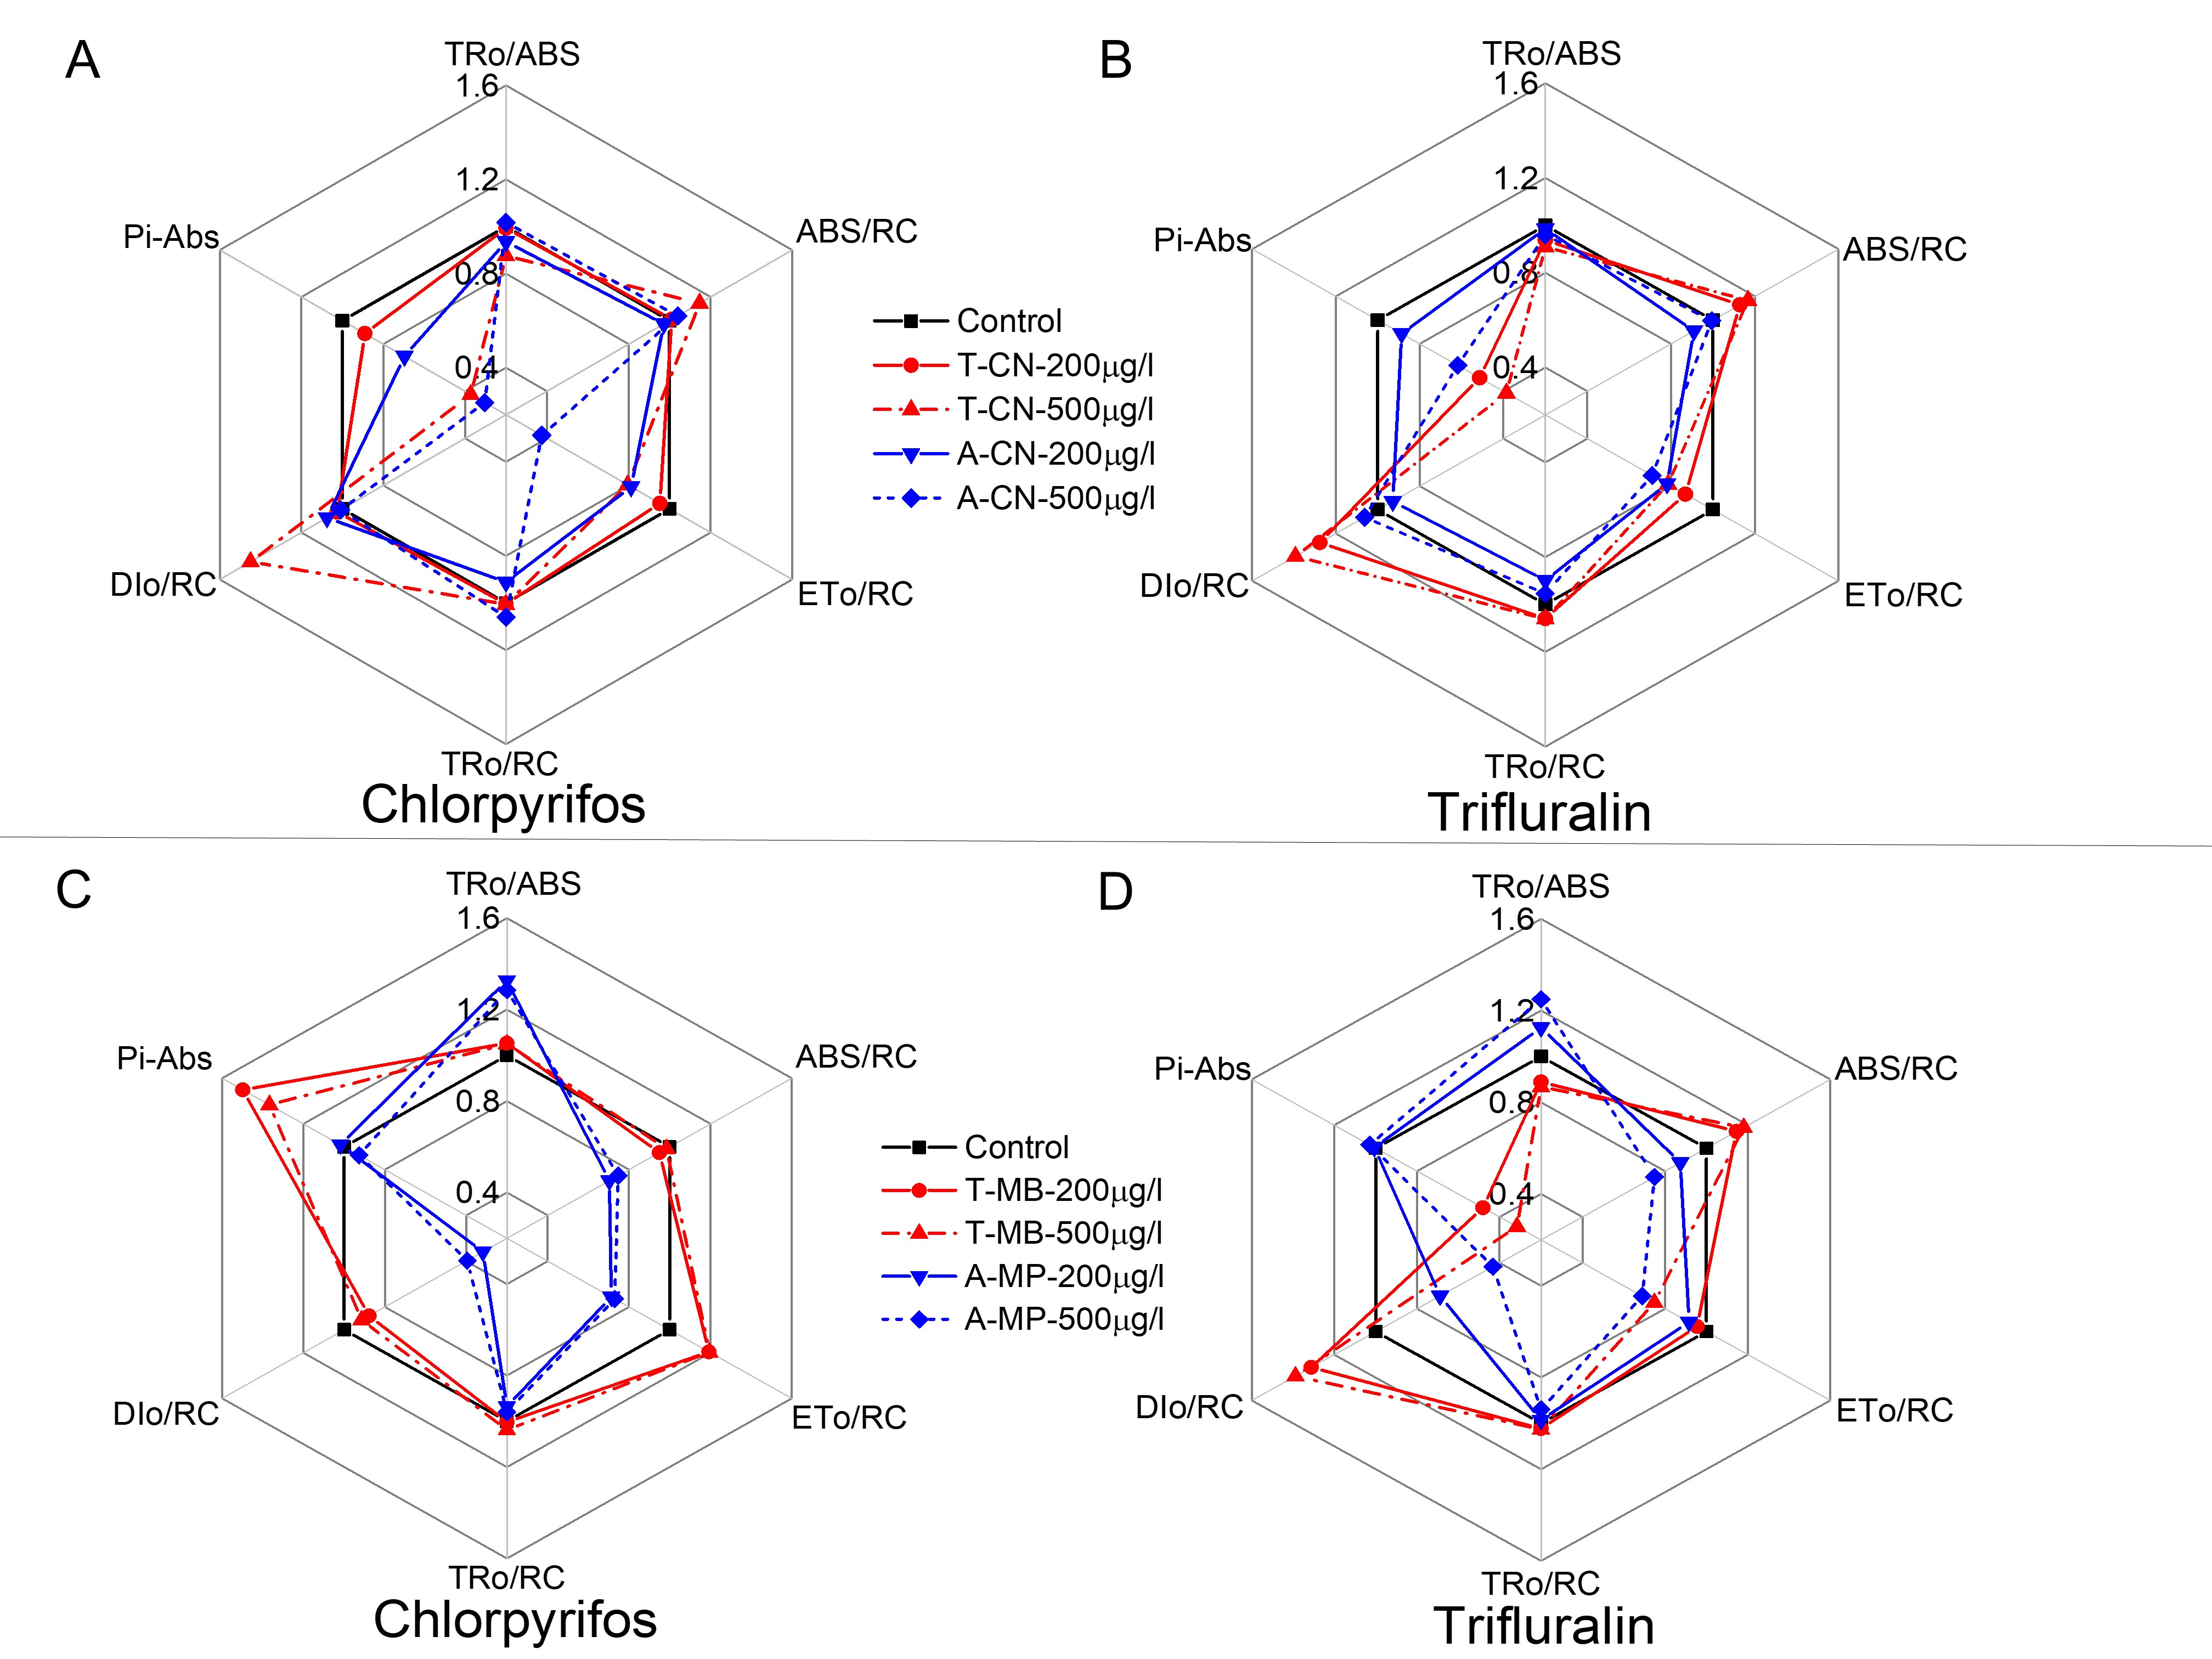 A
TRo/ABS
1.6
1.2
0.8
0.4
ABS/RC
Pi-Abs
DIo/RC
ETo/RC
TRo/RC
Chlorpyrifos
Control
T-CN-200µg/l
T-CN-500µg/l
A-CN-200µg/l
A-CN-500µg/l
B
TRo/ABS
1.6
1.2
0.8
0.4
Pi-Abs
ABS/RC
DIo/RC
ETo/RC
TRo/RC
Trifluralin
C
TRo/ABS
1.6
1.2
0.8
0.4
Pi-Abs
ABS/RC
DIo/RC
ETo/RC
TRo/RC
Chlorpyrifos
Control
T-MB-200µg/l
T-MB-500µg/l
A-MP-200µg/l
A-MP-500µg/l
D
TRo/ABS
1.6
1.2
0.8
0.4
Pi-Abs
ABS/RC
DIo/RC
ETo/RC
TRo/RC
Trifluralin